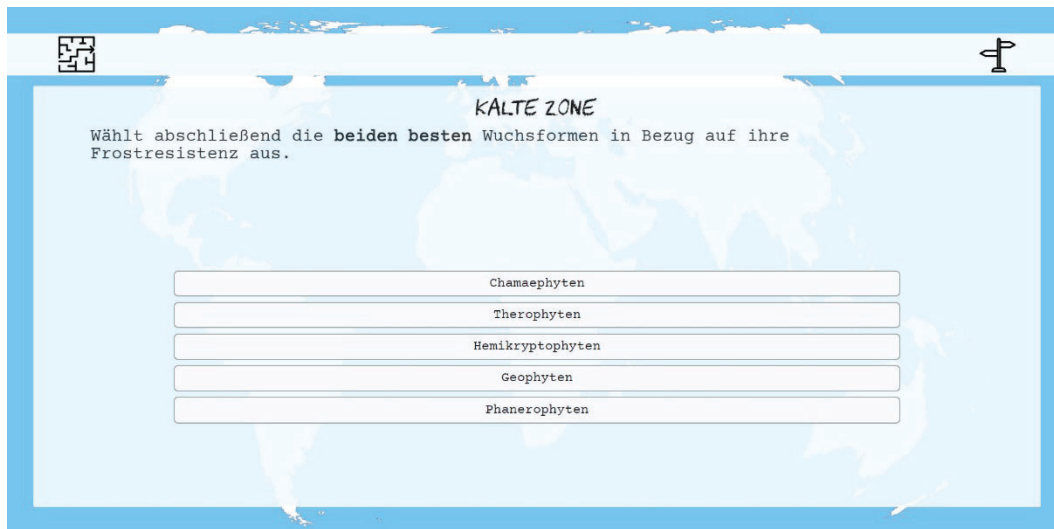 KALTE ZONE
Wählt abschließend die beiden besten Wuchsformen in Bezug auf ihre
Frostresistenz aus.
Chamaephyten
Therophyten
Hemikryptophyten
Geophyten
Phanerophyten